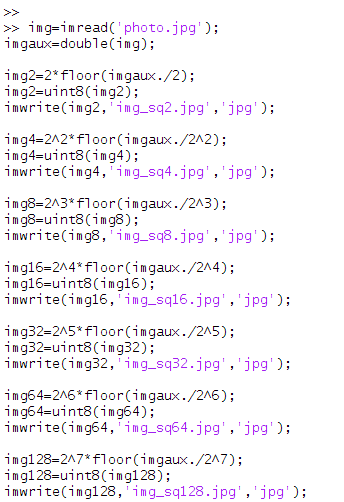 >>
>> img=imread('photo.jpg');
imgaux=double(img);
img2=2*floor(imgaux./2);
img2=uint8(img2);
imwrite(img2,'img_sq2.jpg','jpg');
img4=2^2*floor(imgaux./2^2);
img4=uint8(img4);
imwrite(img4,'img_sq4.jpg','jpg');
img8=2^3*floor(imgaux./2^3);
img8=uint8(img8);
imwrite(img8,'img_sq8.jpg','jpg');
img16=2^4*floor(imgaux./2^4);
img16=uint8(img16);
imwrite(img16,'img_sq16.jpg','jpg');
img32=2^5*floor(imgaux./2^5);
img32=uint8(img32);
imwrite(img32,'img_sq32.jpg','jpg');
img64=2^6*floor(imgaux./2^6);
img64=uint8(img64);
imwrite(img64,'img_sq64.jpg','jpg');
img128=2^7*floor(imgaux./2^7);
img128=uint8(img128);
imwrite(img128,'img_sq128.jpg','jpg');